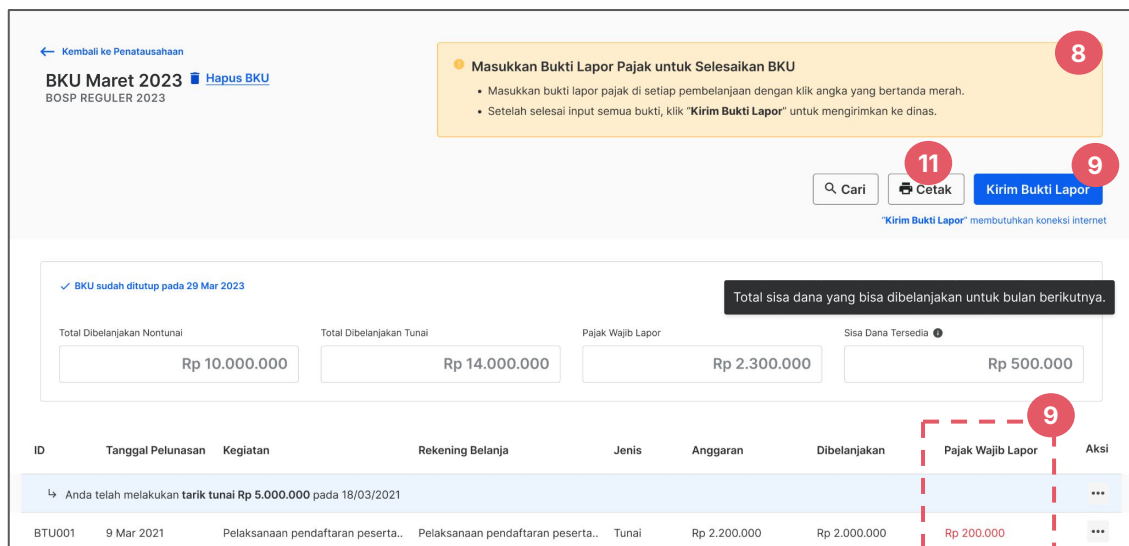 ← Kembali ke Penatausahaan
BKU Maret 2023 Hapus BKU
BOSP REGULER 2023
8
Masukkan Bukti Lapor Pajak untuk Selesaikan BKU
• Masukkan bukti lapor pajak di setiap pembelanjaan dengan klik angka yang bertanda merah.
• Setelah selesai input semua bukti, klik “Kirim Bukti Lapor” untuk mengirimkan ke dinas.
11
9
Cari
Cetak
Kirim Bukti Lapor
“Kirim Bukti Lapor” membutuhkan koneksi internet
BKU sudah ditutup pada 29 Mar 2023
Total sisa dana yang bisa dibelanjakan untuk bulan berikutnya.
Total Dibelanjakan Nontunai Total Dibelanjakan Tunai Pajak Wajib Lapor Sisa Dana Tersedia
Rp 10.000.000 Rp 14.000.000 Rp 2.300.000 Rp 500.000
9
ID Tanggal Pelunasan Kegiatan Rekening Belanja Jenis Anggaran Dibelanjakan Pajak Wajib Lapor Aksi
Anda telah melakukan tarik tunai Rp 5.000.000 pada 18/03/2021
BTU001 9 Mar 2021 Pelaksanaan pendaftaran peserta.. Pelaksanaan pendaftaran peserta.. Tunai Rp 2.200.000 Rp 2.000.000 Rp 200.000